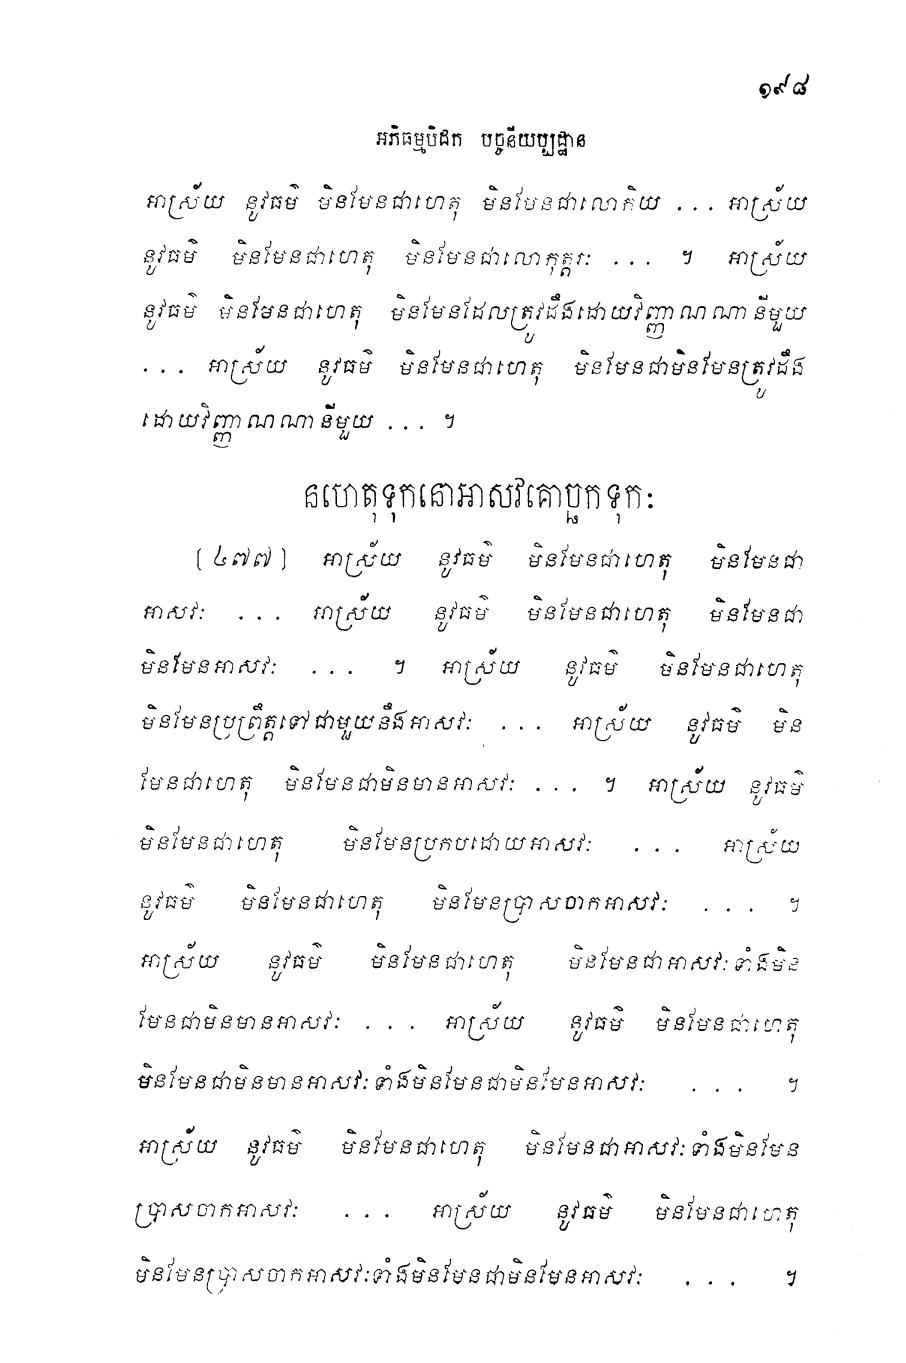 ១៩៨
អភិធម្មបិដក បច្ចនីយប្បដ្ឋាន
អាស្រ័យ នូវធម៌ មិនមែនជាហេតុ មិនមែនជាលោកិយ ... អាស្រ័យ
នូវធម៌ មិនមែនជាហេតុ មិនមែនជាលោកុត្តរៈ ... ។ អាស្រ័យ
នូវធម៌ មិនមែនជាហេតុ មិនមែនដែលត្រូវដឹងដោយវិញ្ញាណណានីមួយ
... អាស្រ័យ នូវធម៌ មិនមែនជាហេតុ មិនមែនជាមិនមែនត្រូវដឹង
ដោយវិញ្ញាណណានីមួយ ... ។
នហេតុទុកនោអាសវគោច្ឆកទុកៈ
[៤៧៧] អាស្រ័យ នូវធម៌ មិនមែនជាហេតុ មិនមែនជា
អាសវៈ ... អាស្រ័យ នូវធម៌ មិនមែនជាហេតុ មិនមែនជា
មិនមែនអាសវៈ ... ។ អាស្រ័យ នូវធម៌ មិនមែនជាហេតុ
មិនមែនប្រព្រឹត្តទៅជាមួយនឹងអាសវៈ ... អាស្រ័យ នូវធម៌ មិន
មែនជាហេតុ មិនមែនជាមិនមានអាសវៈ ... ។ អាស្រ័យ នូវធម៌
មិនមែនជាហេតុ មិនមែនប្រកបដោយអាសវៈ ... អាស្រ័យ
នូវធម៌ មិនមែនជាហេតុ មិនមែនប្រាសចាកអាសវៈ ... ។
អាស្រ័យ នូវធម៌ មិនមែនជាហេតុ មិនមែនជាអាសវៈទាំងមិន
មែនជាមិនមានអាសវៈ ... អាស្រ័យ នូវធម៌ មិនមែនជាហេតុ
មិនមែនជាមិនមានអាសវៈទាំងមិនមែនជាមិនមែនអាសវៈ ... ។
អាស្រ័យ នូវធម៌ មិនមែនជាហេតុ មិនមែនជាអាសវៈទាំងមិនមែន
ប្រាសចាកអាសវៈ ... អាស្រ័យ នូវធម៌ មិនមែនជាហេតុ
មិនមែនប្រាសចាកអាសវៈទាំងមិនមែនជាមិនមែនអាសវៈ ... ។